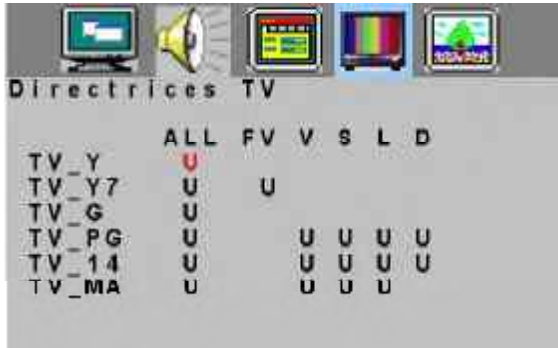 Directrices TV
ALL FV V S L D
TV_Y U
TV_Y7 U U
TV_G U
TV_PG U U U U U
TV_14 U U U U U
TV_MA U U U U